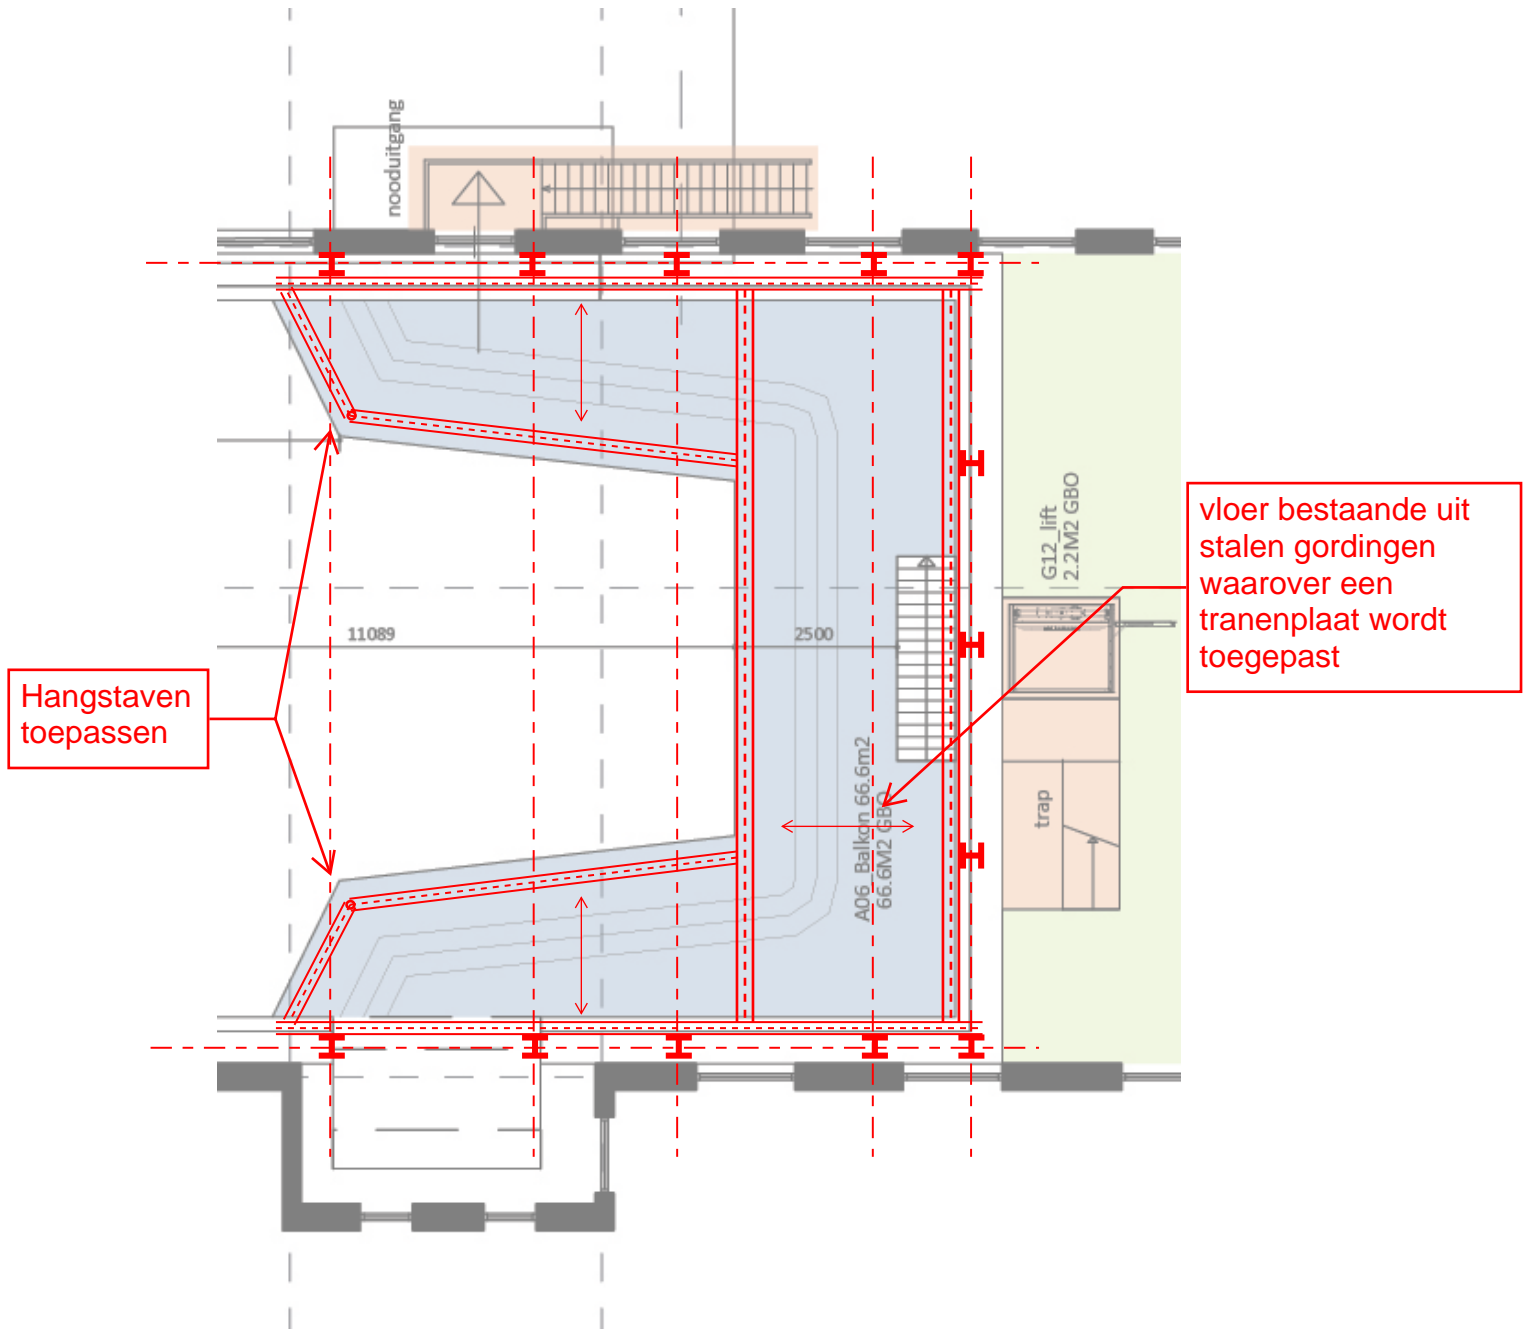 nooduitgang
G12_lift
2.2M2 GBO
vloer bestaande uit
stalen gordingen
waarover een
tranenplaat wordt
toegepast
11089
2500
Hangstaven
toepassen
A06_Balkon 66.6m2
66.6M2 GBO
trap